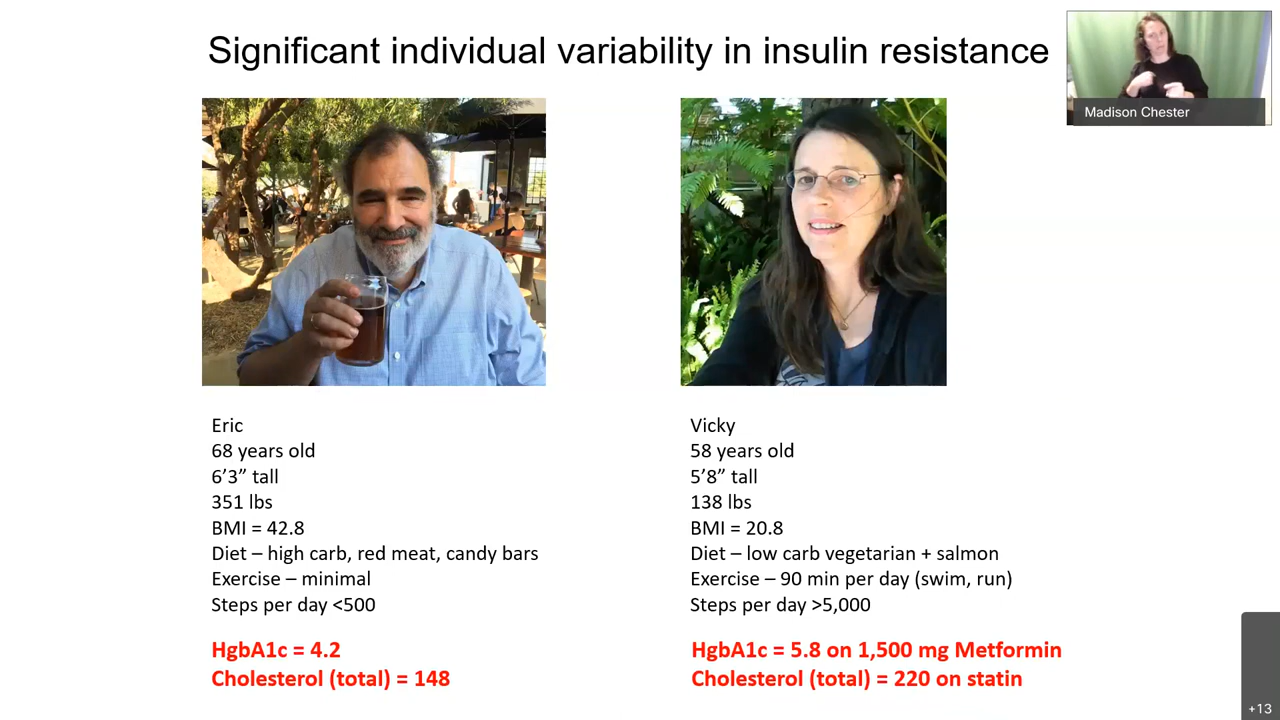 Significant individual variability in insulin resistance
Madison Chester
Eric
68 years old
6’3” tall
351 lbs
BMI = 42.8
Diet – high carb, red meat, candy bars
Exercise – minimal
Steps per day <500
HgbA1c = 4.2
Cholesterol (total) = 148
Vicky
58 years old
5’8” tall
138 lbs
BMI = 20.8
Diet – low carb vegetarian + salmon
Exercise – 90 min per day (swim, run)
Steps per day >5,000
HgbA1c = 5.8 on 1,500 mg Metformin
Cholesterol (total) = 220 on statin
+13